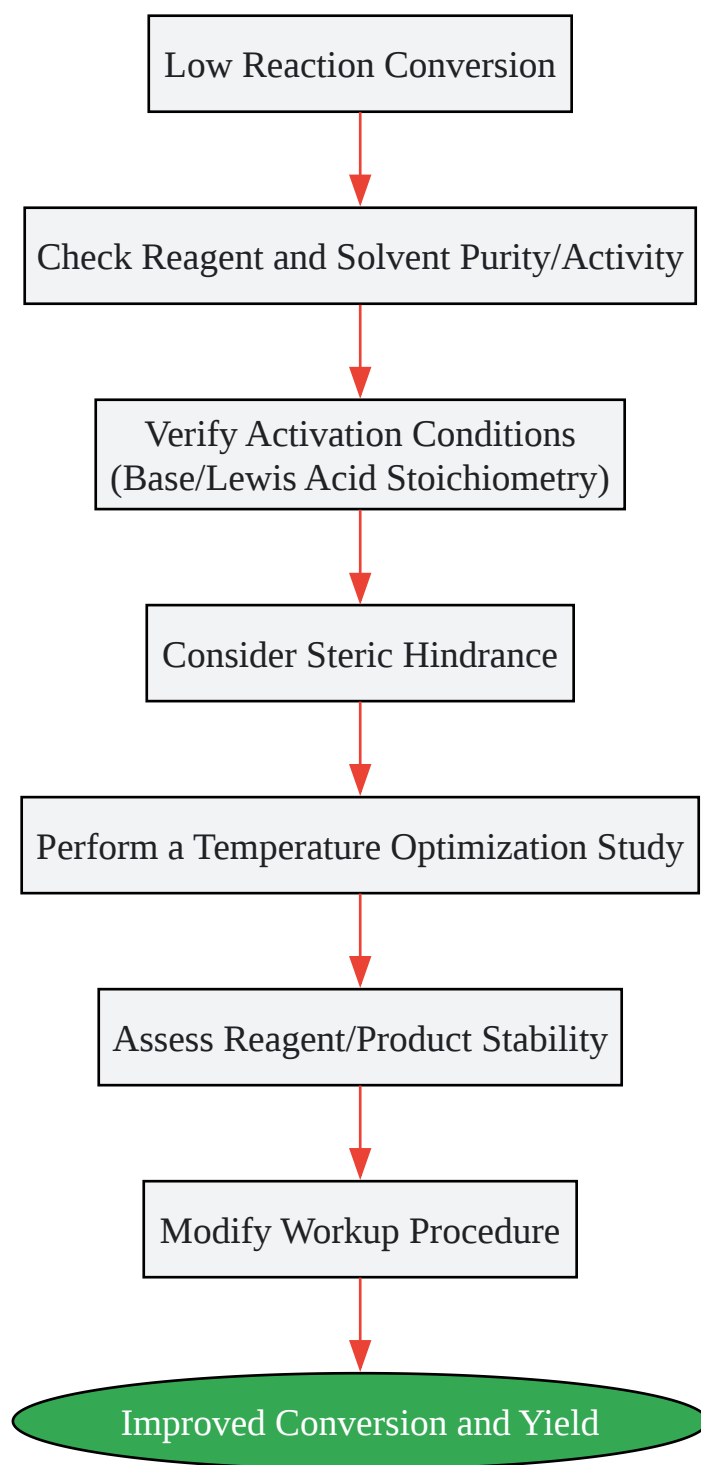 Low Reaction Conversion
Check Reagent and Solvent Purity/Activity
Verify Activation Conditions
(Base/Lewis Acid Stoichiometry)
Consider Steric Hindrance
Perform a Temperature Optimization Study
Assess Reagent/Product Stability
Modify Workup Procedure
Improved Conversion and Yield